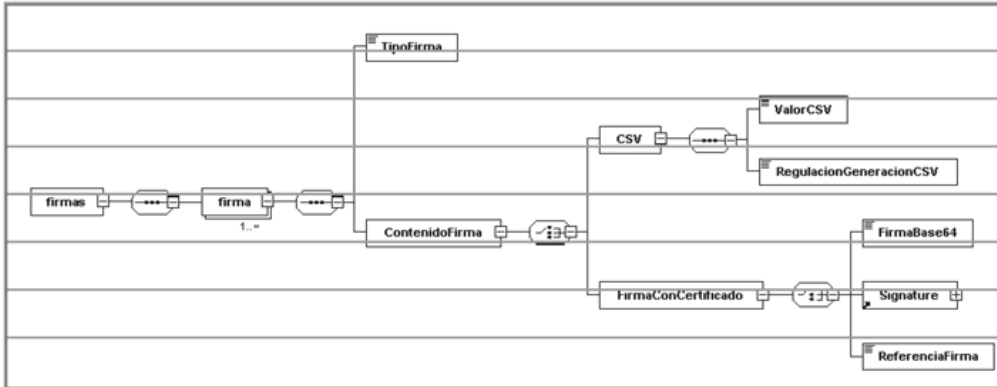 TipoFirma
ValorCSV
CSV
RegulacionGeneracionCSV
firmas
firma
1..∞
ContenidoFirma
FirmaBase64
FirmaConCertificado
Signature
ReferenciaFirma